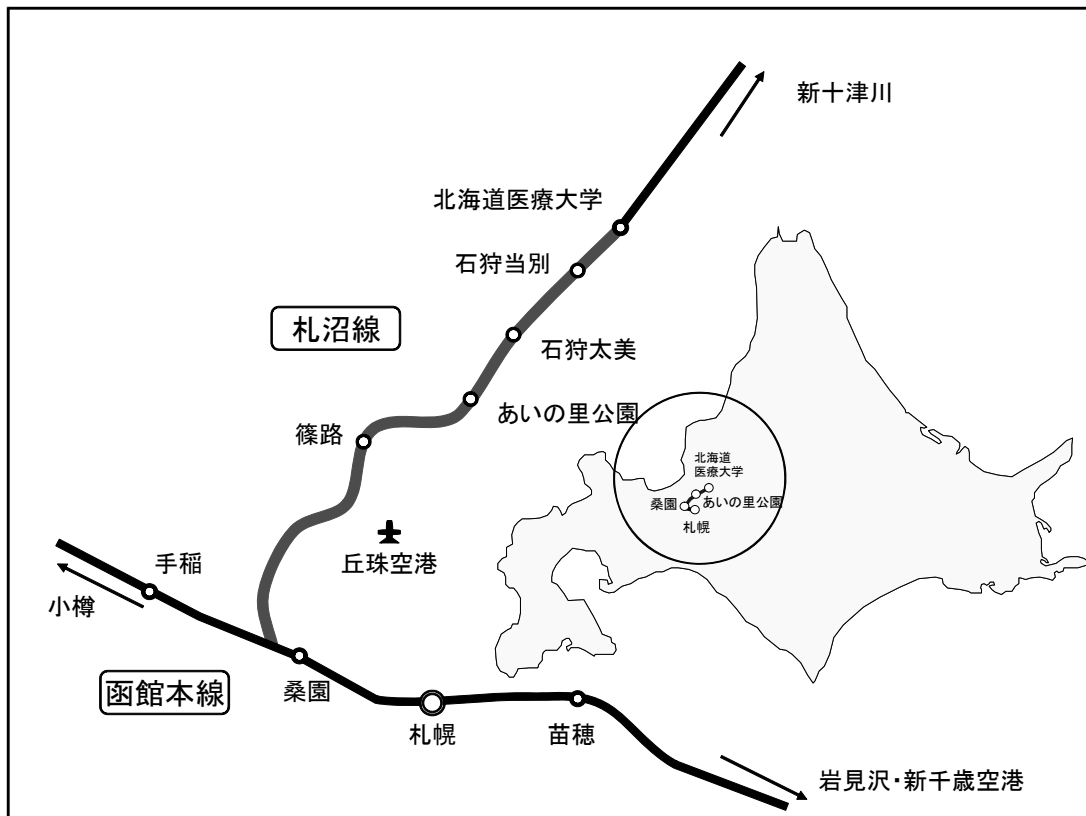 新十津川
北海道医療大学
石狩当別
札沼線
石狩太美
あいの里公園
篠路
北海道
医療大学
桑園
あいの里公園
札幌
丘珠空港
手稲
小樽
函館本線
桑園
札幌
苗穂
岩見沢・新千歳空港